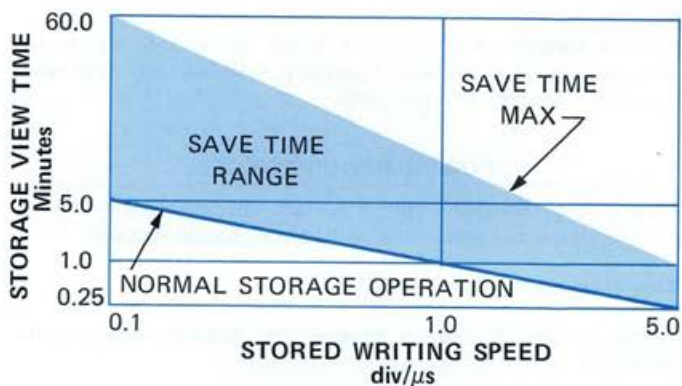 60.0
STORAGE VIEW TIME
Minutes
SAVE TIME
MAX
SAVE TIME
RANGE
5.0
1.0
NORMAL STORAGE OPERATION
0.25
0.1
1.0
5.0
STORED WRITING SPEED
div/μs